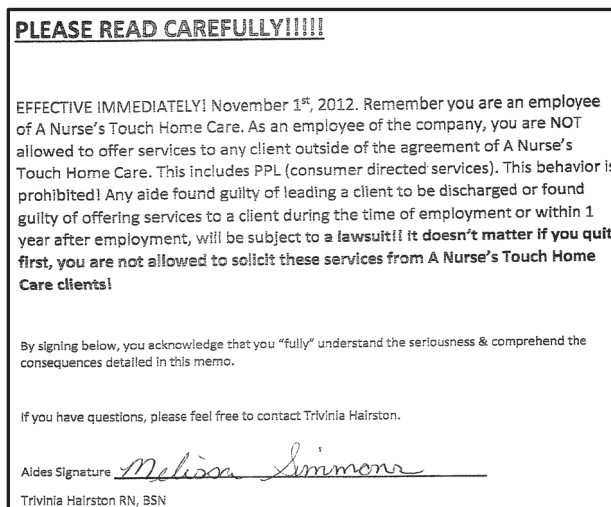 PLEASE READ CAREFULLY!!!!!
EFFECTIVE IMMEDIATELY! November 1st, 2012. Remember you are an employee
of A Nurse's Touch Home Care. As an employee of the company, you are NOT
allowed to offer services to any client outside of the agreement of A Nurse's
Touch Home Care. This includes PPL (consumer directed services). This behavior is
prohibited! Any aide found guilty of leading a client to be discharged or found
guilty of offering services to a client during the time of employment or within 1
year after employment, will be subject to a lawsuit!! It doesn't matter if you quit
first, you are not allowed to solicit these services from A Nurse's Touch Home
Care clients!
By signing below, you acknowledge that you "fully" understand the seriousness & comprehend the
consequences detailed in this memo.
If you have questions, please feel free to contact Trivinia Hairston.
Aides Signature Melissa Simmons
Trivinia Hairston RN, BSN